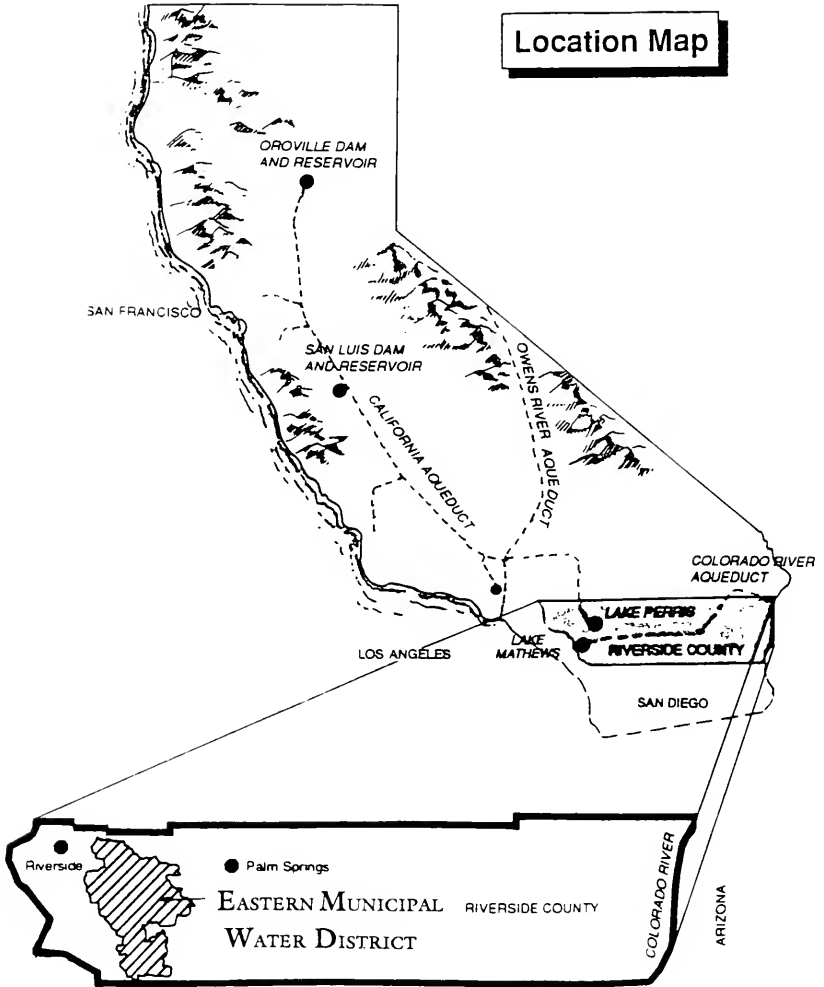 Location Map
OROVILLE DAM
AND RESERVOIR
SAN FRANCISCO
SAN LUIS DAM
AND RESERVOIR
CALIFORNIA AQUEDUCT
OWENS RIVER AQUEDUCT
COLORADO RIVER
AQUEDUCT
LAKE PERRIS
LAKE
MATHEWS
RIVERSIDE COUNTY
LOS ANGELES
SAN DIEGO
Riverside
Palm Springs
EASTERN MUNICIPAL
WATER DISTRICT
RIVERSIDE COUNTY
COLORADO RIVER
ARIZONA